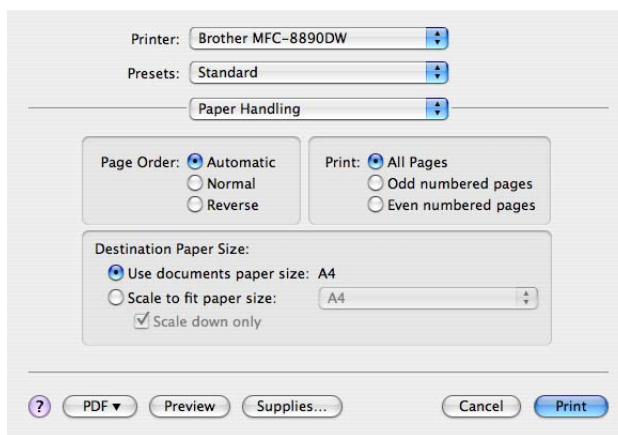 Printer: Brother MFC-8890DW
Presets: Standard
Paper Handling
Page Order: Automatic Print: All Pages
Normal Odd numbered pages
Reverse Even numbered pages
Destination Paper Size:
Use documents paper size: A4
Scale to fit paper size: A4
Scale down only
? PDF ▼ Preview Supplies... Cancel Print